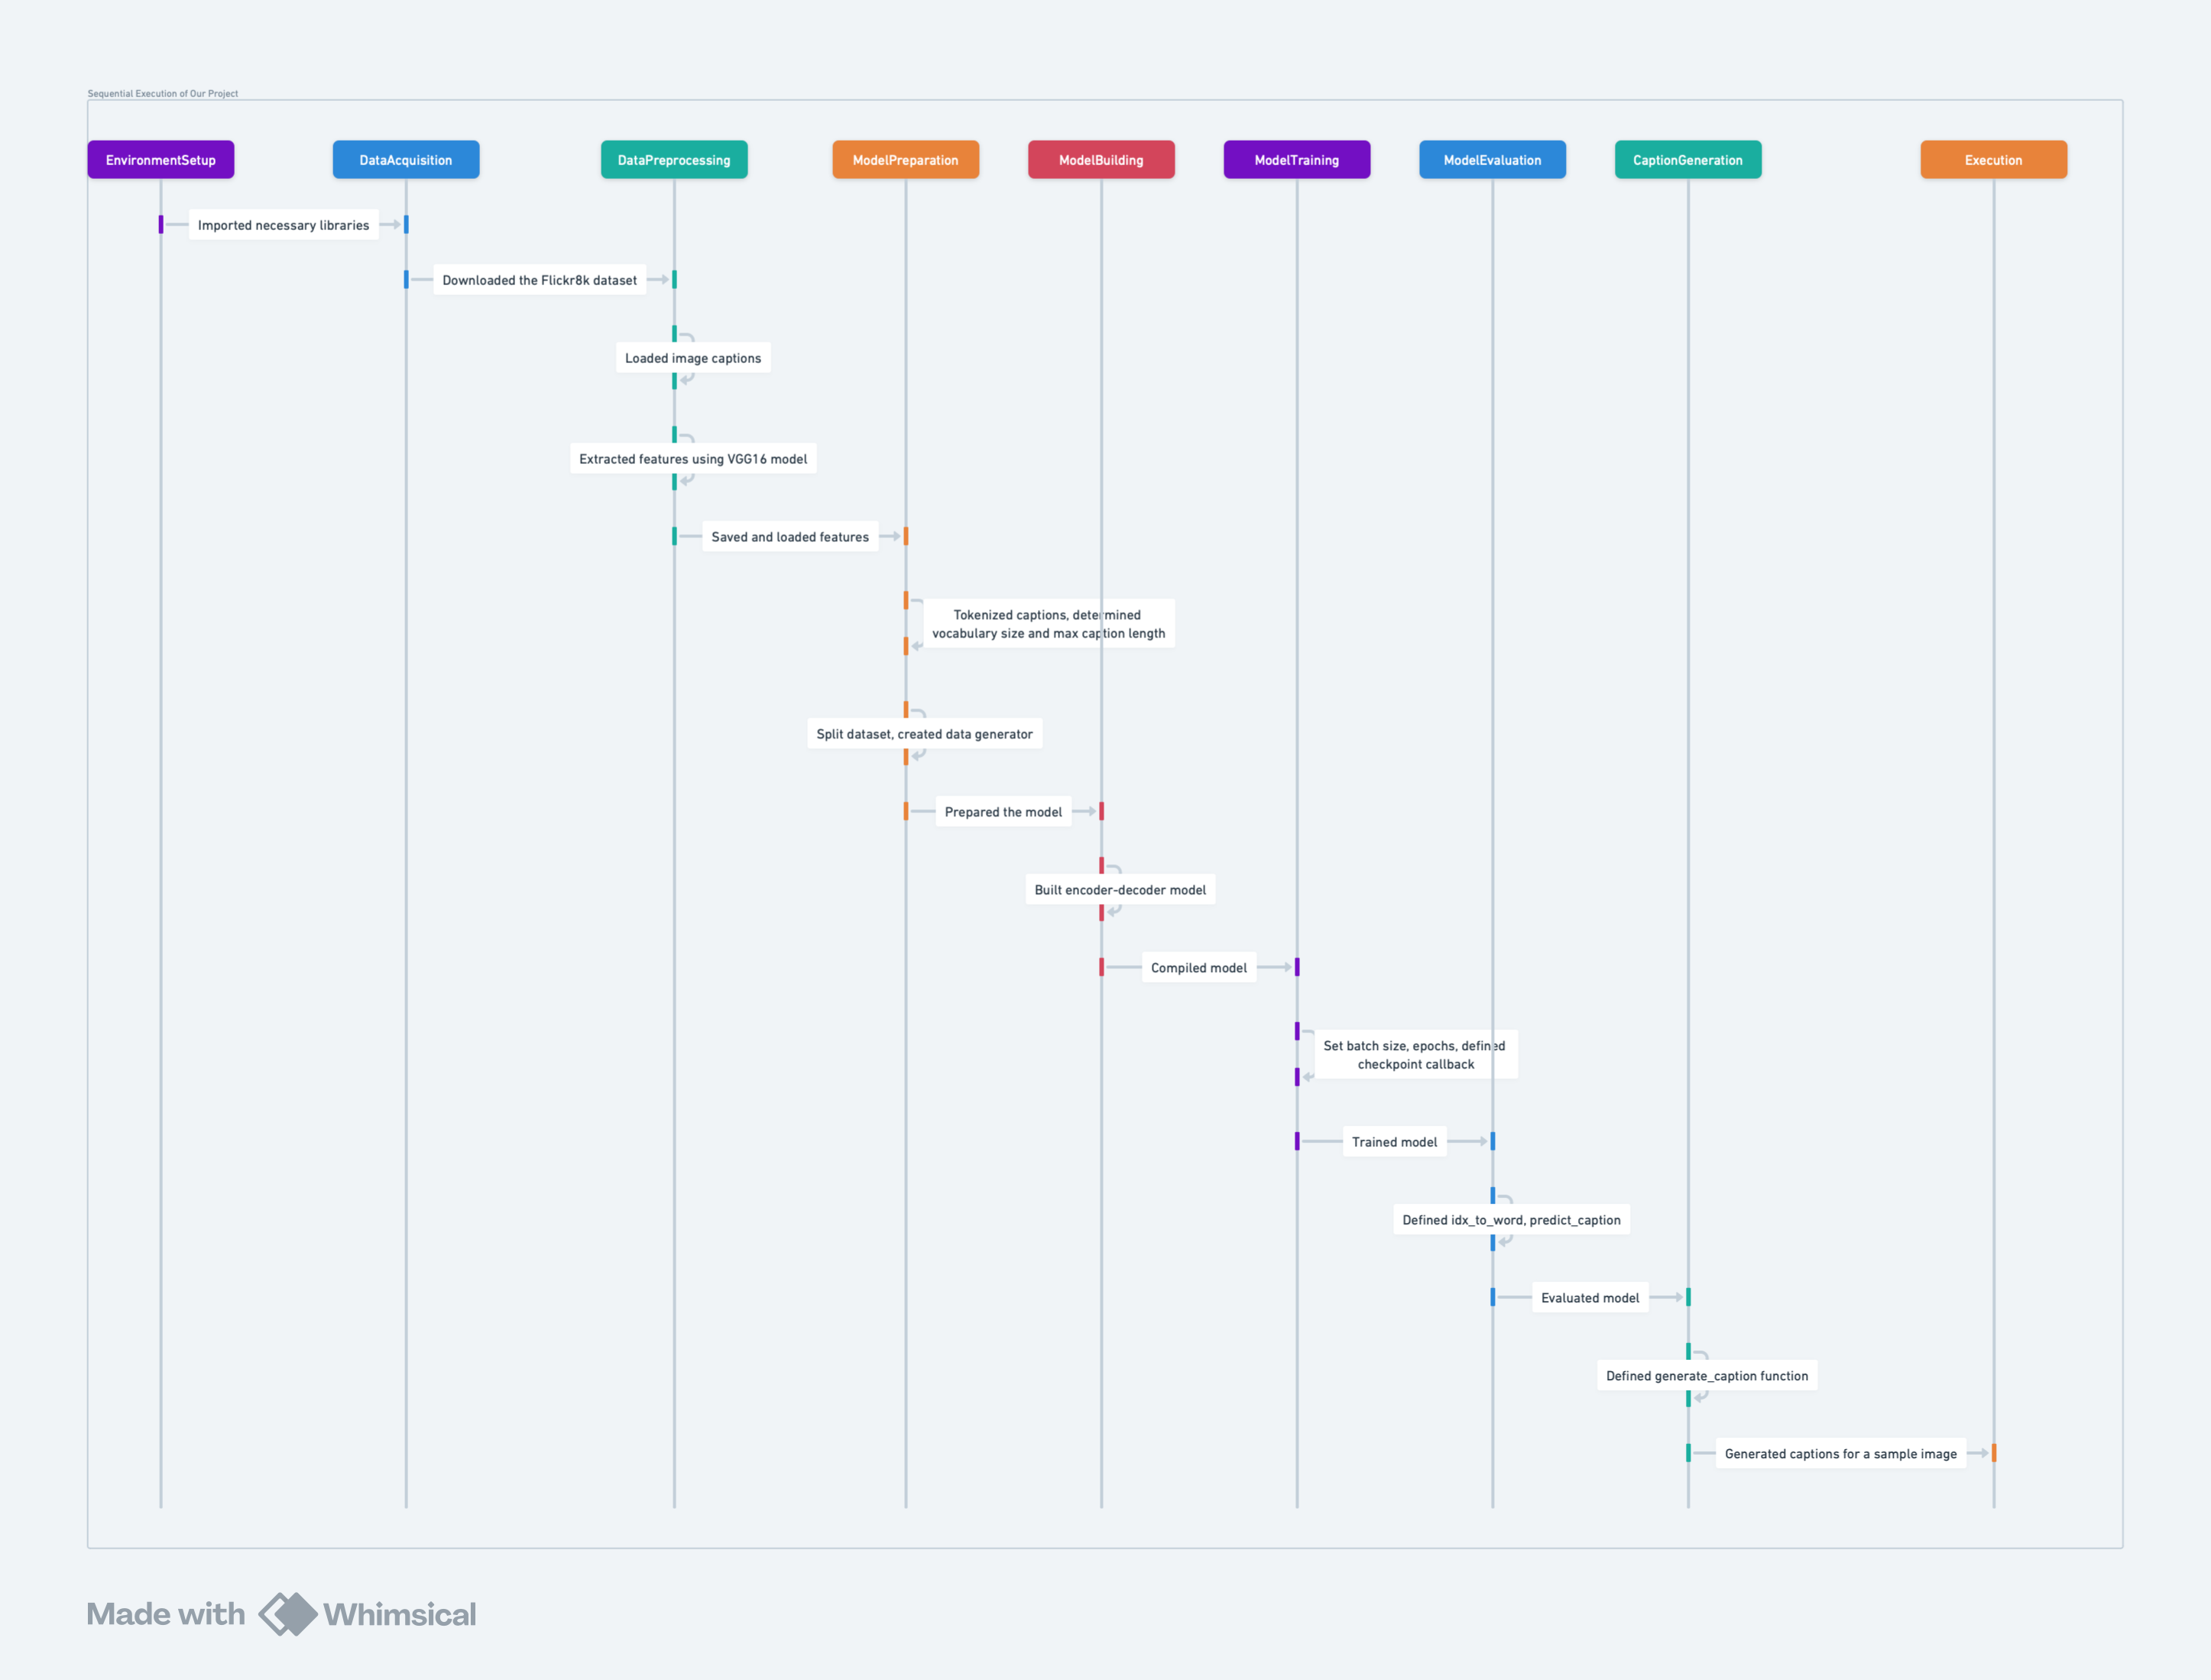 Sequential Execution of Our Project
EnvironmentSetup
DataAcquisition
DataPreprocessing
ModelPreparation
ModelBuilding
ModelTraining
ModelEvaluation
CaptionGeneration
Execution
Imported necessary libraries
Downloaded the Flickr8k dataset
Loaded image captions
Extracted features using VGG16 model
Saved and loaded features
Tokenized captions, determined
vocabulary size and max caption length
Split dataset, created data generator
Prepared the model
Built encoder-decoder model
Compiled model
Set batch size, epochs, defined
checkpoint callback
Trained model
Defined idx_to_word, predict_caption
Evaluated model
Defined generate_caption function
Generated captions for a sample image
Made with Whimsical